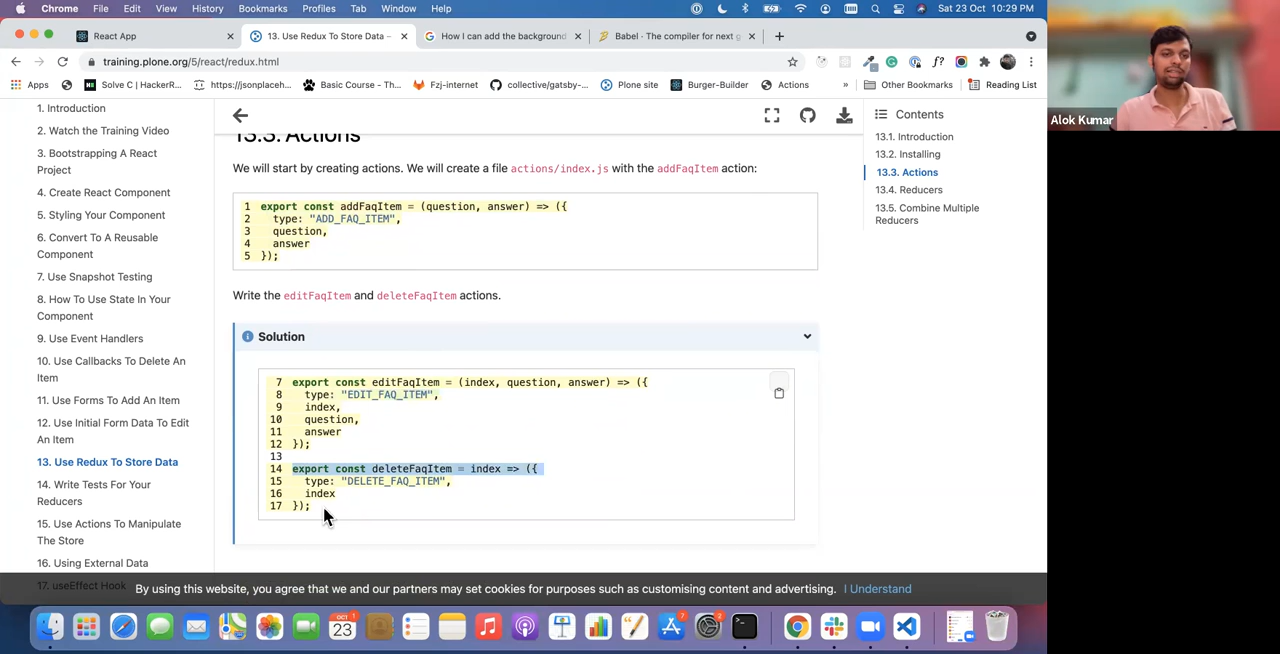 Chrome File Edit View History Bookmarks Profiles Tab Window Help Sat 23 Oct 10:29 PM
React App
13. Use Redux To Store Data –
How I can add the background
Babel · The compiler for next g
training.plone.org/5/react/redux.html
Apps
Solve C | HackerR...
https://jsonplaceh...
Basic Course - Th...
Fzj-internet
collective/gatsby-...
Plone site
Burger-Builder
Actions
»
Other Bookmarks
Reading List
1. Introduction
2. Watch the Training Video
3. Bootstrapping A React
Project
4. Create React Component
5. Styling Your Component
6. Convert To A Reusable
Component
7. Use Snapshot Testing
8. How To Use State In Your
Component
9. Use Event Handlers
10. Use Callbacks To Delete An
Item
11. Use Forms To Add An Item
12. Use Initial Form Data To Edit
An Item
13. Use Redux To Store Data
14. Write Tests For Your
Reducers
15. Use Actions To Manipulate
The Store
16. Using External Data
17. useEffect Hook
13.3. Actions
We will start by creating actions. We will create a file actions/index.js with the addFaqItem action:
1 export const addFaqItem = (question, answer) => ({
2 type: "ADD_FAQ_ITEM",
3 question,
4 answer
5 });
Write the editFaqItem and deleteFaqItem actions.
Solution
7 export const editFaqItem = (index, question, answer) => ({
8 type: "EDIT_FAQ_ITEM",
9 index,
10 question,
11 answer
12 });
13
14 export const deleteFaqItem = index => ({
15 type: "DELETE_FAQ_ITEM",
16 index
17 });
Contents
13.1. Introduction
13.2. Installing
13.3. Actions
13.4. Reducers
13.5. Combine Multiple
Reducers
By using this website, you agree that we and our partners may set cookies for purposes such as customising content and advertising. I Understand
OCT
23
1
7
2
Alok Kumar